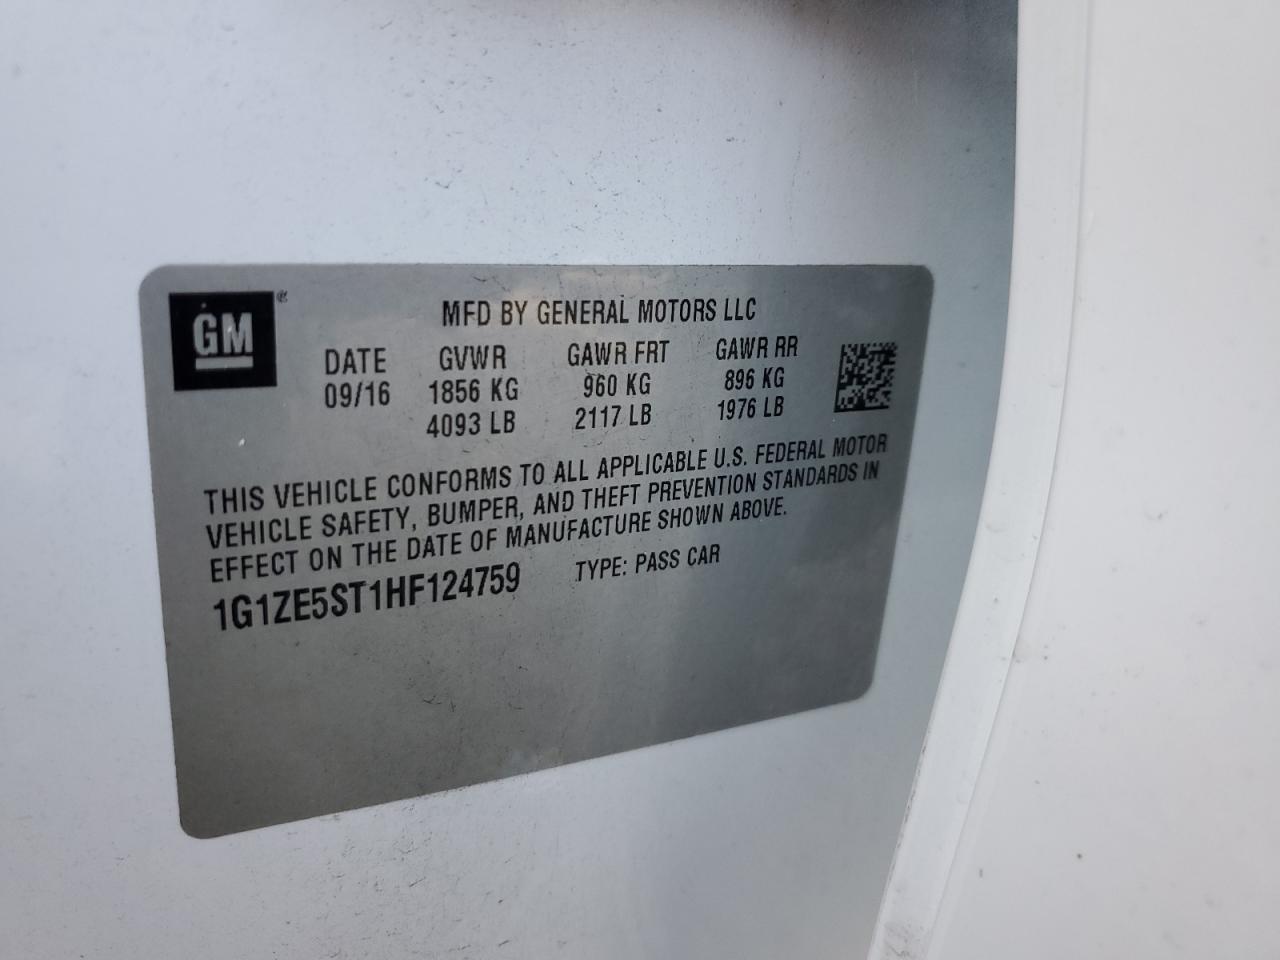 GM
MFD BY GENERAL MOTORS LLC
DATE GVWR GAWR FRT GAWR RR
09/16 1856 KG 960 KG 896 KG
4093 LB 2117 LB 1976 LB
THIS VEHICLE CONFORMS TO ALL APPLICABLE U.S. FEDERAL MOTOR
VEHICLE SAFETY, BUMPER, AND THEFT PREVENTION STANDARDS IN
EFFECT ON THE DATE OF MANUFACTURE SHOWN ABOVE.
1G1ZE5ST1HF124759 TYPE: PASS CAR